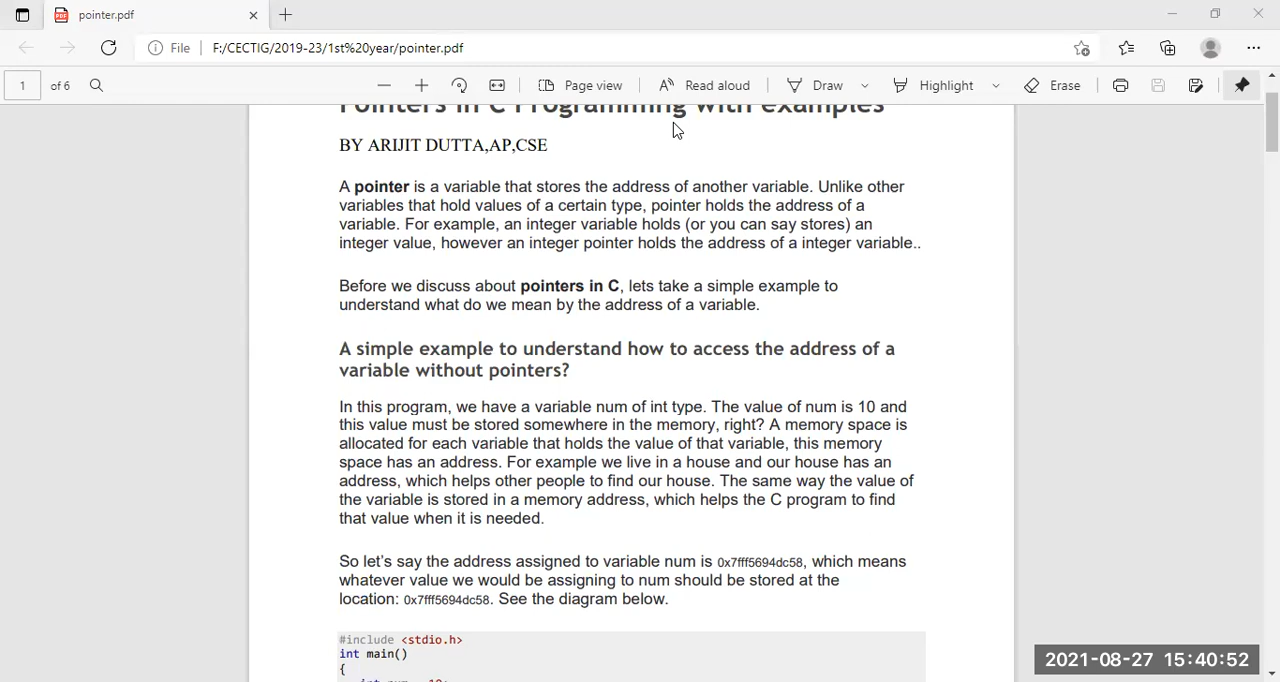 pointer.pdf
File
F:/CECTIG/2019-23/1st%20year/pointer.pdf
1 of 6
Page view
Read aloud
Draw
Highlight
Erase
Pointers in C Programming with examples
BY ARIJIT DUTTA,AP,CSE
A pointer is a variable that stores the address of another variable. Unlike other
variables that hold values of a certain type, pointer holds the address of a
variable. For example, an integer variable holds (or you can say stores) an
integer value, however an integer pointer holds the address of a integer variable..
Before we discuss about pointers in C, lets take a simple example to
understand what do we mean by the address of a variable.
A simple example to understand how to access the address of a
variable without pointers?
In this program, we have a variable num of int type. The value of num is 10 and
this value must be stored somewhere in the memory, right? A memory space is
allocated for each variable that holds the value of that variable, this memory
space has an address. For example we live in a house and our house has an
address, which helps other people to find our house. The same way the value of
the variable is stored in a memory address, which helps the C program to find
that value when it is needed.
So let's say the address assigned to variable num is 0x7fff5694dc58, which means
whatever value we would be assigning to num should be stored at the
location: 0x7fff5694dc58. See the diagram below.
#include <stdio.h>
int main()
{
int num = 10;
2021-08-27 15:40:52